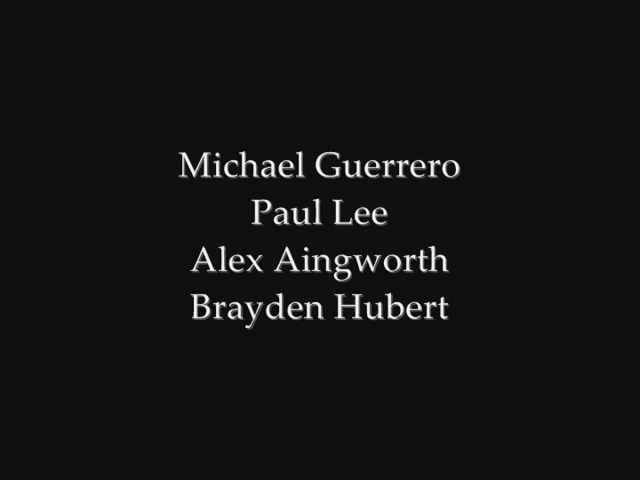 Michael Guerrero
Paul Lee
Alex Aingworth
Brayden Hubert